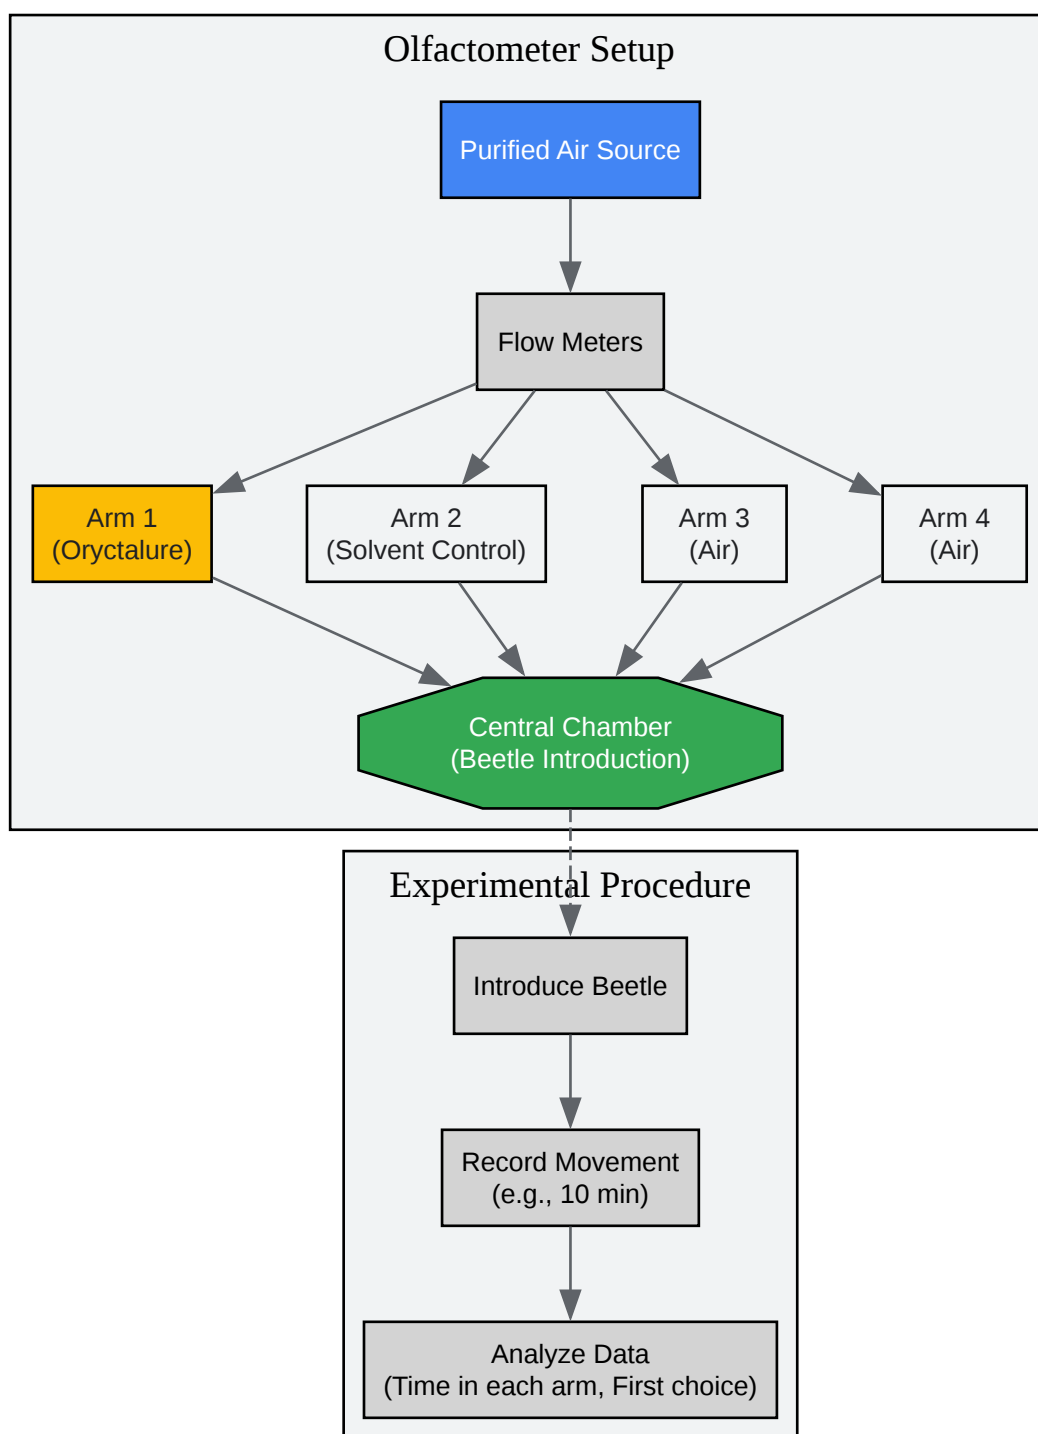 Olfactometer Setup
Purified Air Source
Flow Meters
Arm 1
(Oryctalure)
Arm 2
(Solvent Control)
Arm 3
(Air)
Arm 4
(Air)
Central Chamber
(Beetle Introduction)
Experimental Procedure
Introduce Beetle
Record Movement
(e.g., 10 min)
Analyze Data
(Time in each arm, First choice)